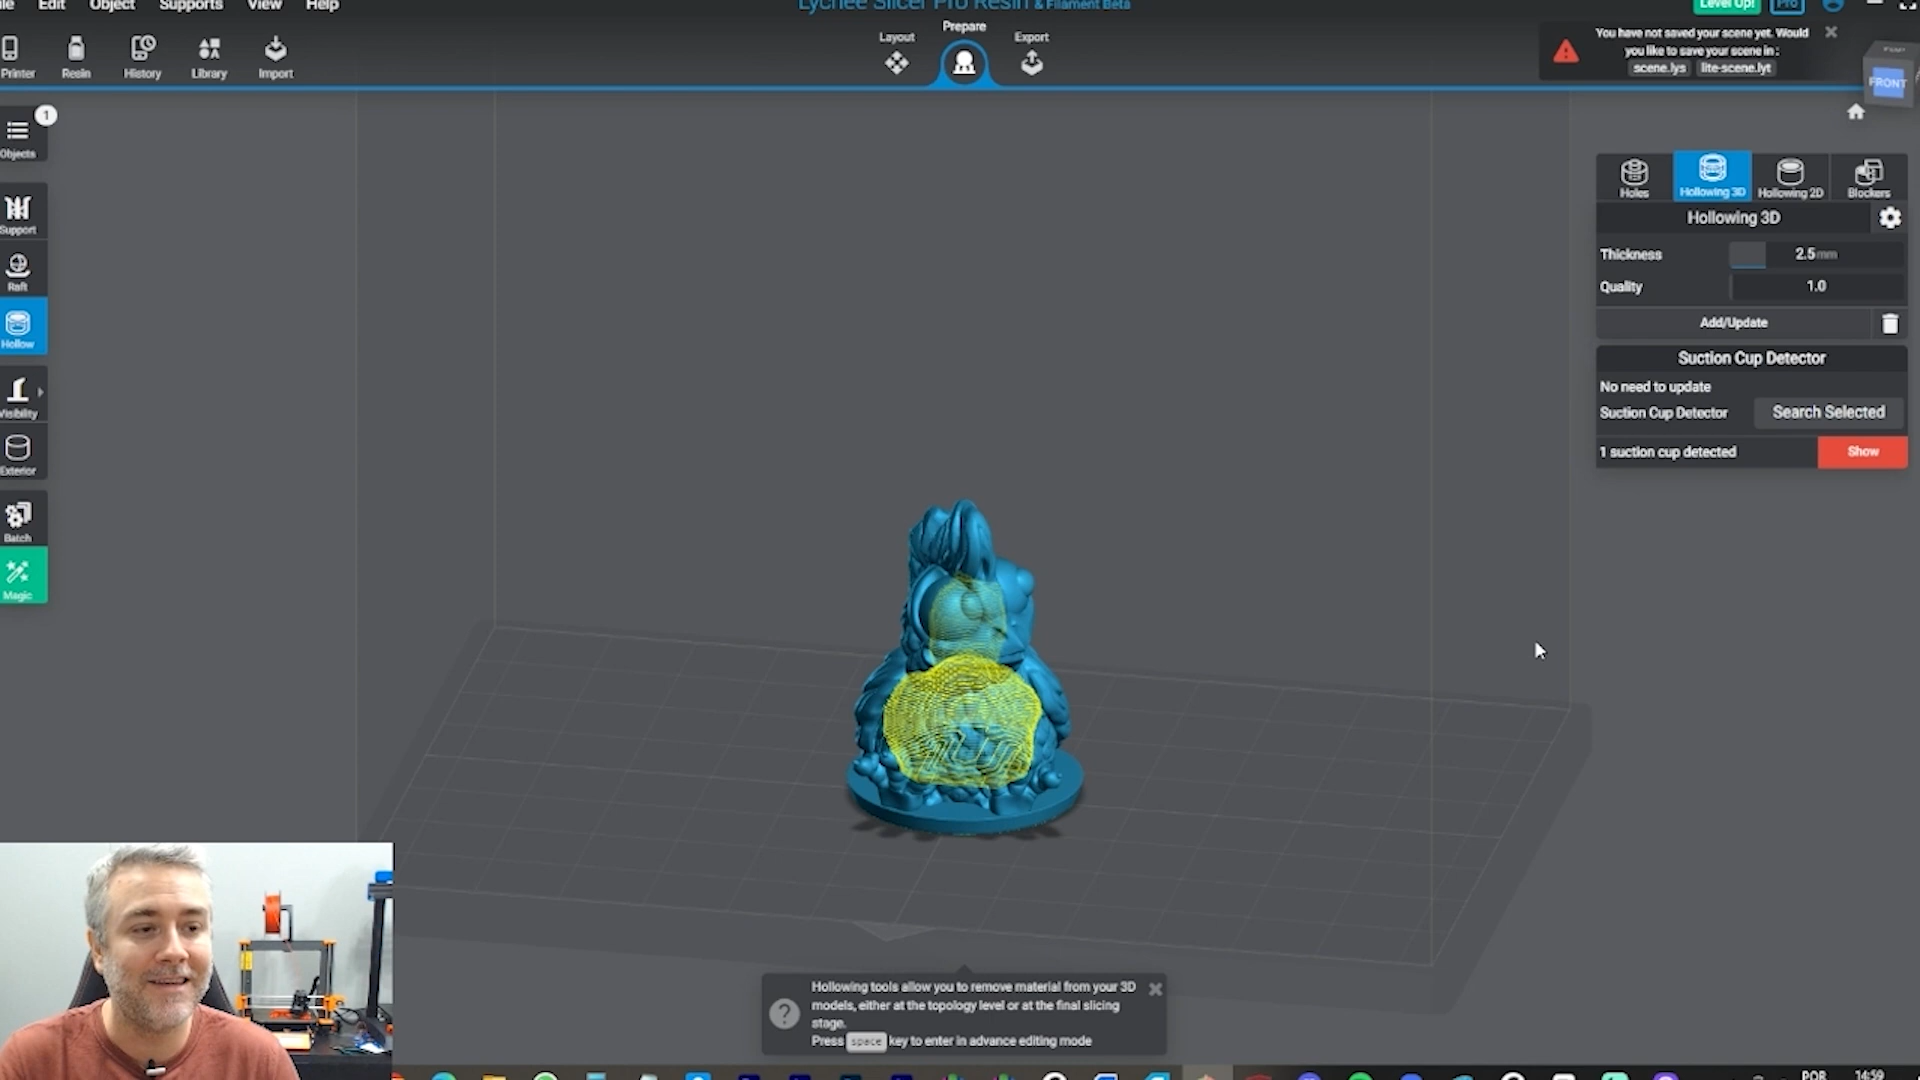 Edit Object Supports View Help
Lychee Slicer Pro Resin & Filament Beta
Level Up! Pro
Printer Resin History Library Import
Layout Prepare Export
You have not saved your scene yet. Would
you like to save your scene in :
scene.lys lite-scene.lyt
FRONT
1
Objects
Support
Raft
Hollow
Visibility
Exterior
Batch
Magic
Holes Hollowing 3D Hollowing 2D Blockers
Hollowing 3D
Thickness 2.5mm
Quality 1.0
Add/Update
Suction Cup Detector
No need to update
Suction Cup Detector Search Selected
1 suction cup detected Show
Hollowing tools allow you to remove material from your 3D
models, either at the topology level or at the final slicing
stage.
Press space key to enter in advance editing mode
POR 14:59